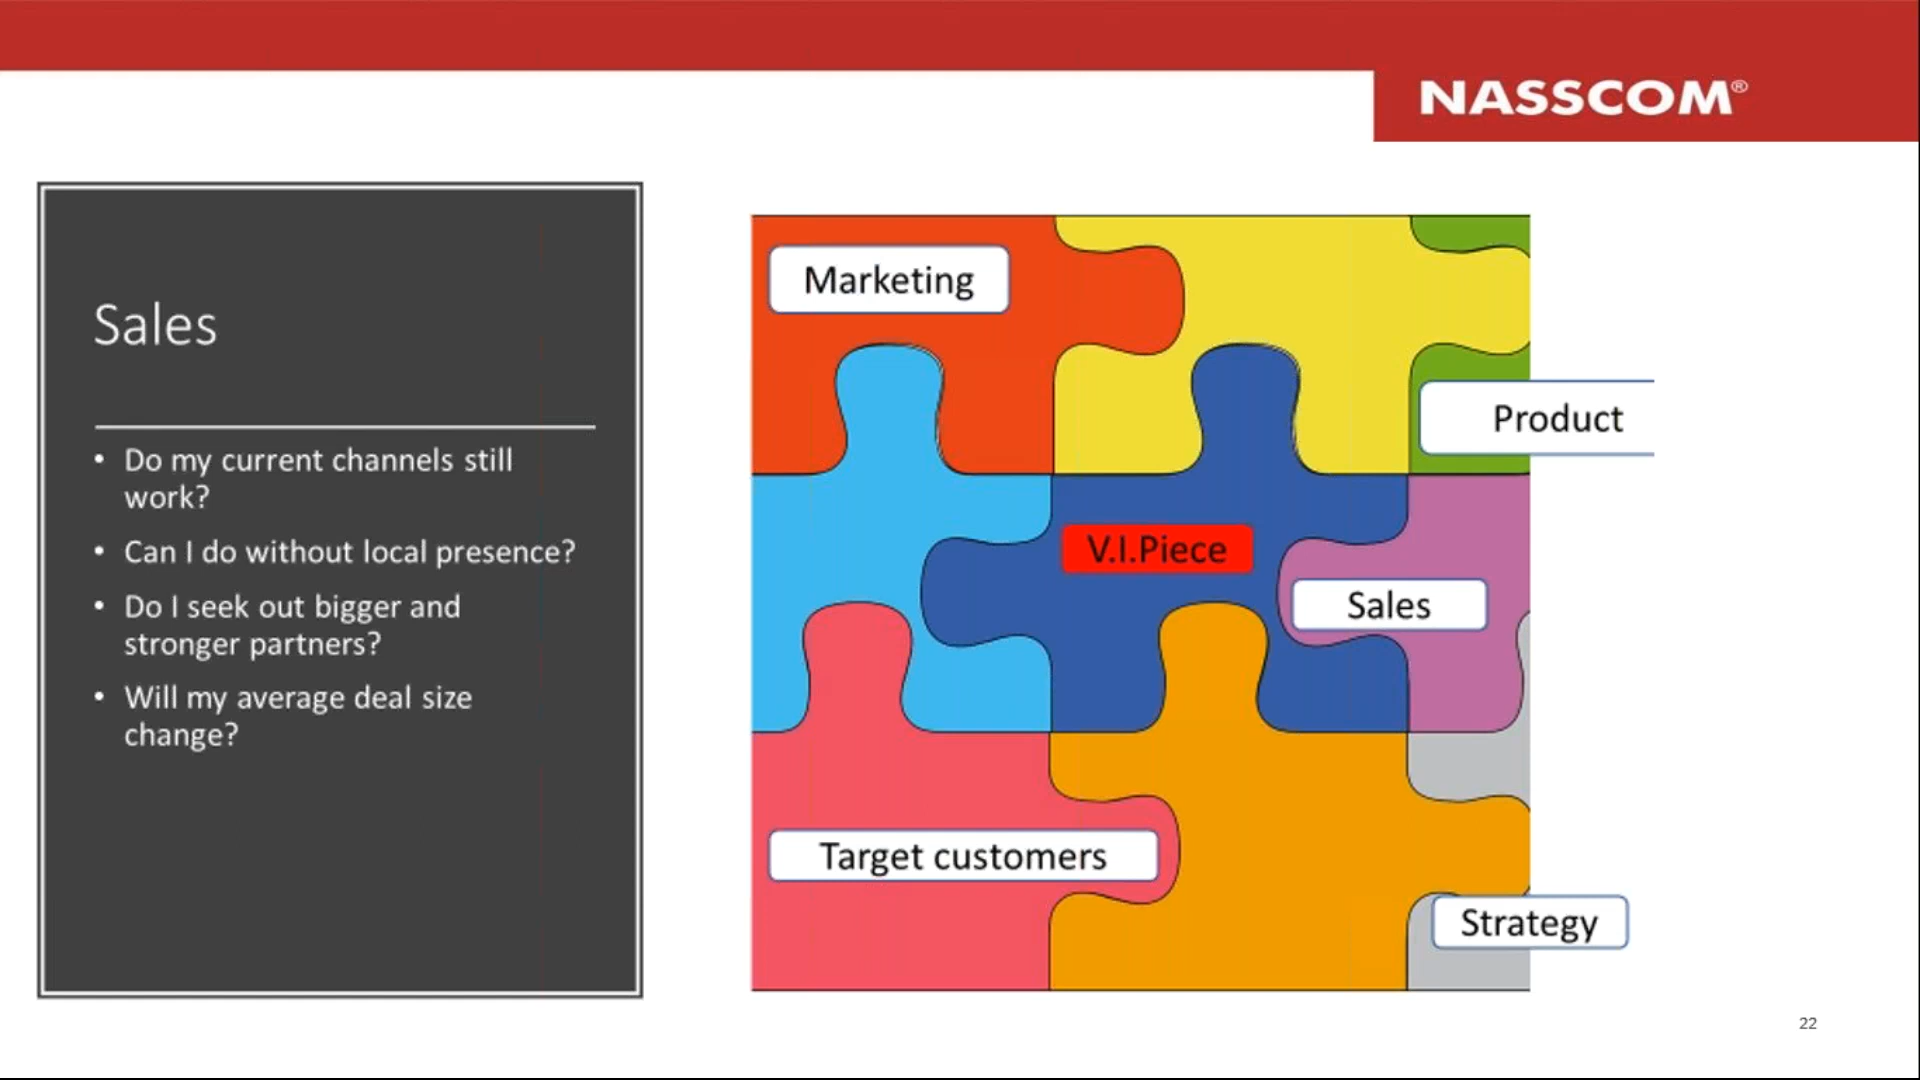 NASSCOM®
Sales
• Do my current channels still
work?
• Can I do without local presence?
• Do I seek out bigger and
stronger partners?
• Will my average deal size
change?
Marketing
Product
V.I.Piece
Sales
Target customers
Strategy
22